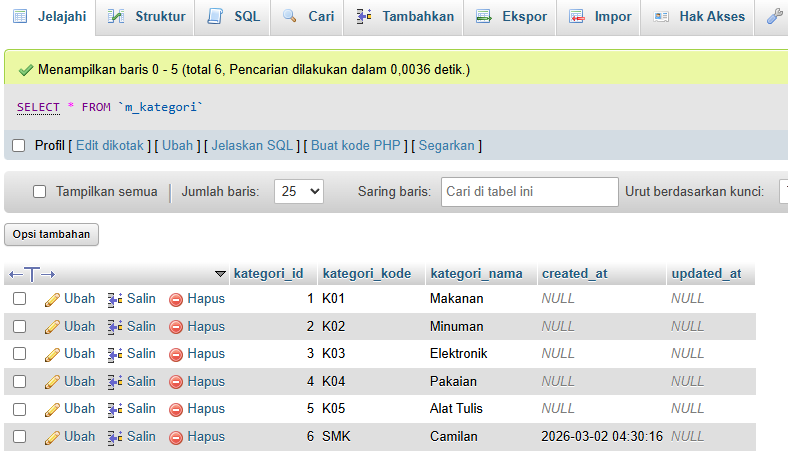 Jelajahi Struktur SQL Cari Tambahkan Ekspor Impor Hak Akses
Menampilkan baris 0 - 5 (total 6, Pencarian dilakukan dalam 0,0036 detik.)
SELECT * FROM `m_kategori`
Profil [ Edit dikotak ] [ Ubah ] [ Jelaskan SQL ] [ Buat kode PHP ] [ Segarkan ]
Tampilkan semua Jumlah baris: 25 Saring baris: Cari di tabel ini Urut berdasarkan kunci:
Opsi tambahan
kategori_id kategori_kode kategori_nama created_at updated_at
Ubah Salin Hapus 1 K01 Makanan NULL NULL
Ubah Salin Hapus 2 K02 Minuman NULL NULL
Ubah Salin Hapus 3 K03 Elektronik NULL NULL
Ubah Salin Hapus 4 K04 Pakaian NULL NULL
Ubah Salin Hapus 5 K05 Alat Tulis NULL NULL
Ubah Salin Hapus 6 SMK Camilan 2026-03-02 04:30:16 NULL